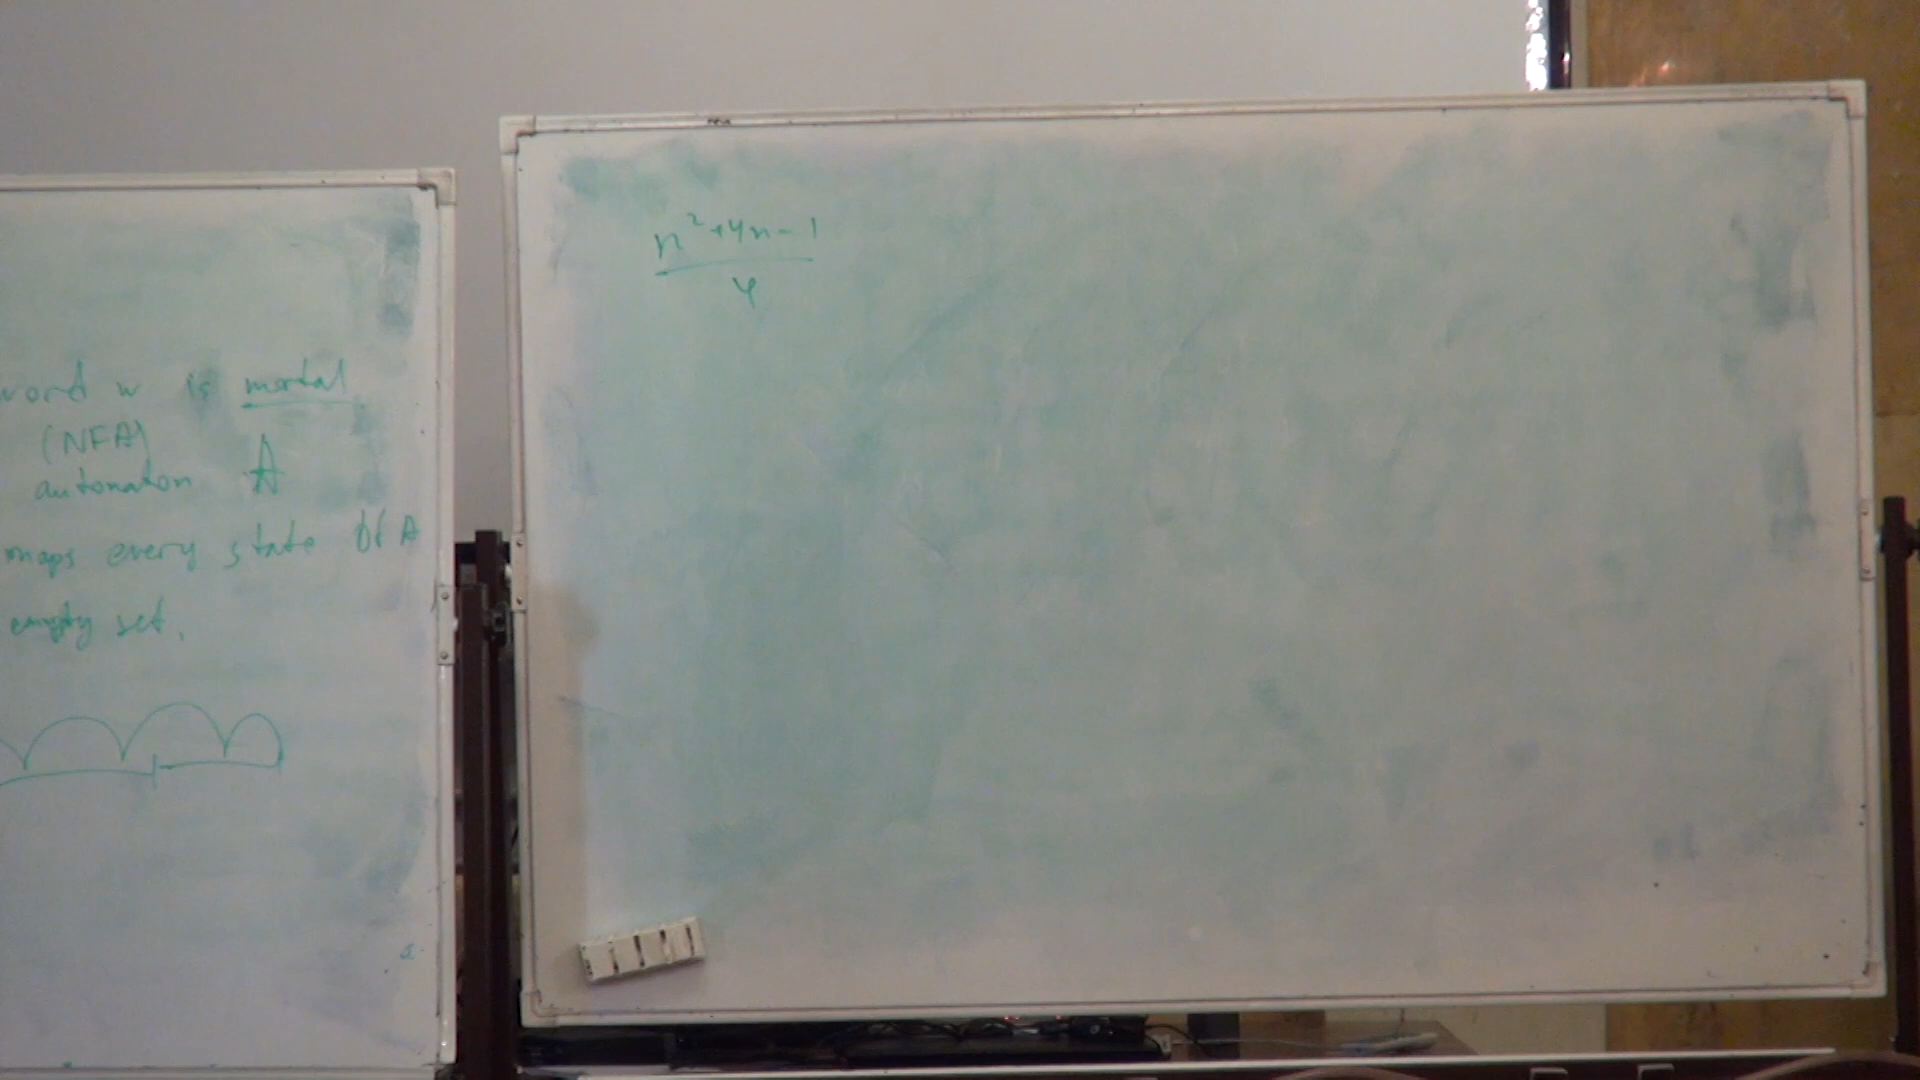 word w is mortal
(NFA)
automaton A
maps every state of A
empty set.
n²+4n-1
4